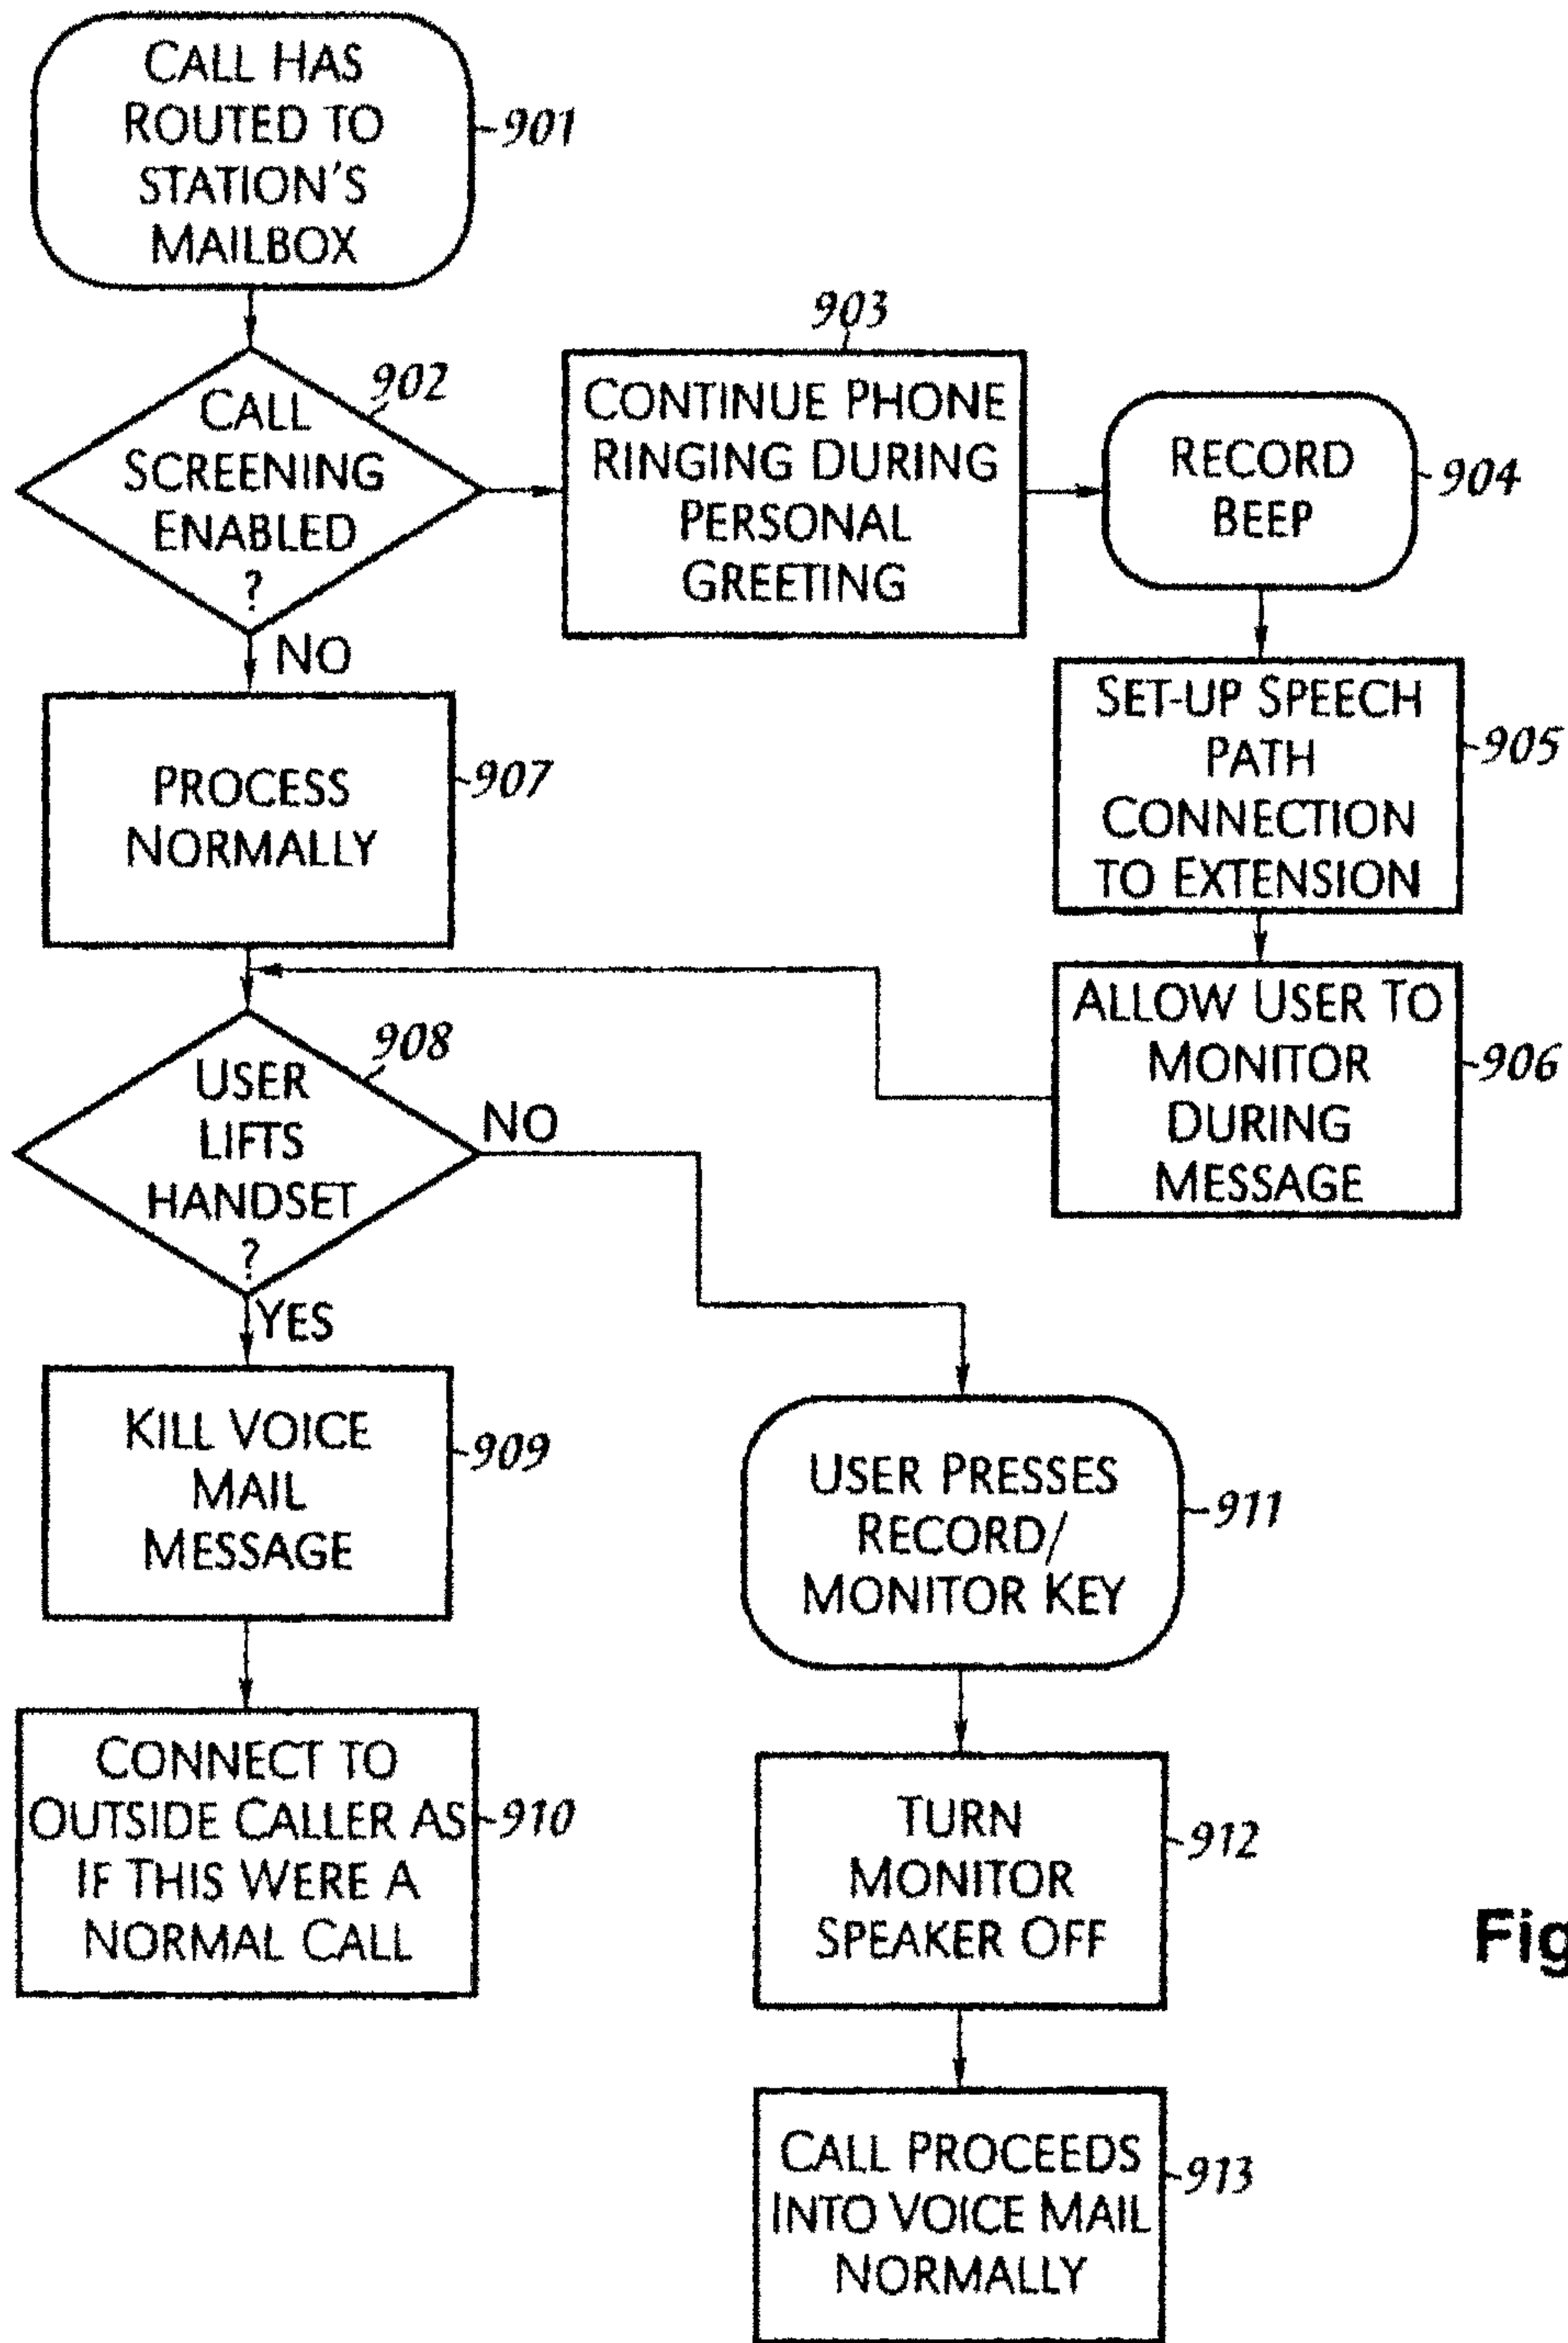 CALL HAS
ROUTED TO
STATION'S
MAILBOX
901
902
CALL
SCREENING
ENABLED
?
903
CONTINUE PHONE
RINGING DURING
PERSONAL
GREETING
RECORD
BEEP
904
NO
SET-UP SPEECH
PATH
CONNECTION
TO EXTENSION
905
PROCESS
NORMALLY
907
ALLOW USER TO
MONITOR
DURING
MESSAGE
906
908
USER
LIFTS
HANDSET
?
NO
YES
KILL VOICE
MAIL
MESSAGE
909
USER PRESSES
RECORD/
MONITOR KEY
911
CONNECT TO
OUTSIDE CALLER AS
IF THIS WERE A
NORMAL CALL
910
TURN
MONITOR
SPEAKER OFF
912
Fig
CALL PROCEEDS
INTO VOICE MAIL
NORMALLY
913